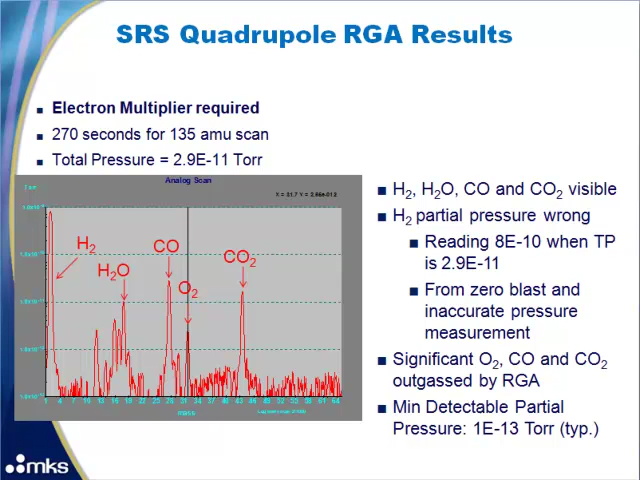 SRS Quadrupole RGA Results
■ Electron Multiplier required
■ 270 seconds for 135 amu scan
■ Total Pressure = 2.9E-11 Torr
Analog Scan
Torr
H₂
H₂O
CO
O₂
CO₂
■ H₂, H₂O, CO and CO₂ visible
■ H₂ partial pressure wrong
■ Reading 8E-10 when TP
is 2.9E-11
■ From zero blast and
inaccurate pressure
measurement
■ Significant O₂, CO and CO₂
outgassed by RGA
■ Min Detectable Partial
Pressure: 1E-13 Torr (typ.)
mks